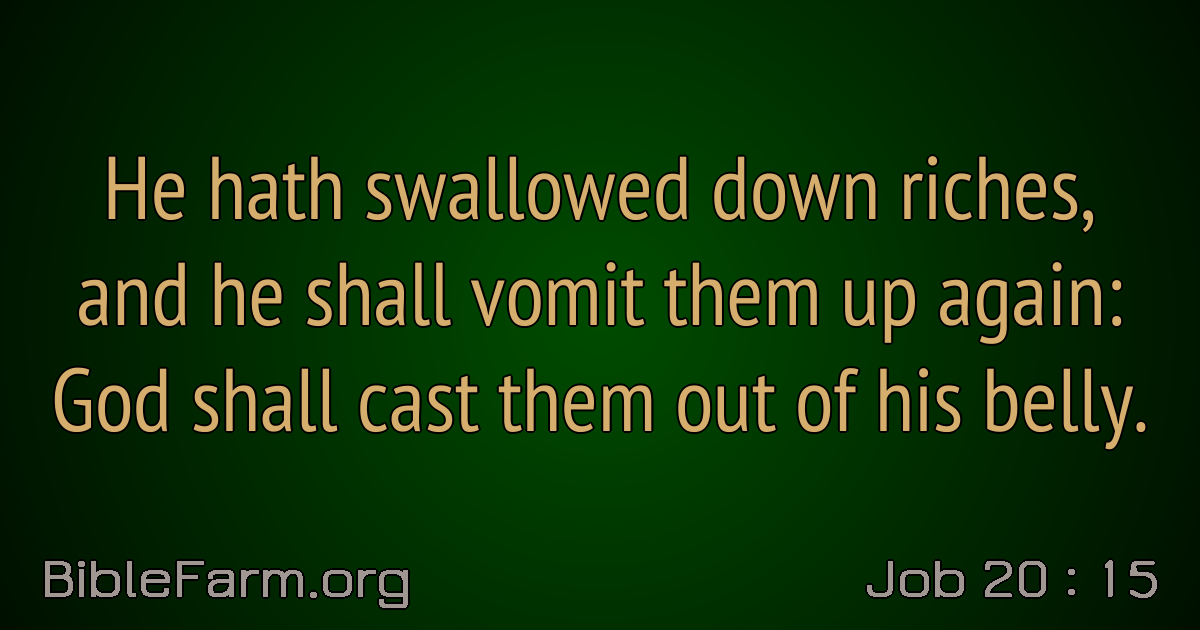 He hath swallowed down riches,
and he shall vomit them up again:
God shall cast them out of his belly.
BibleFarm.org
Job 20 : 15